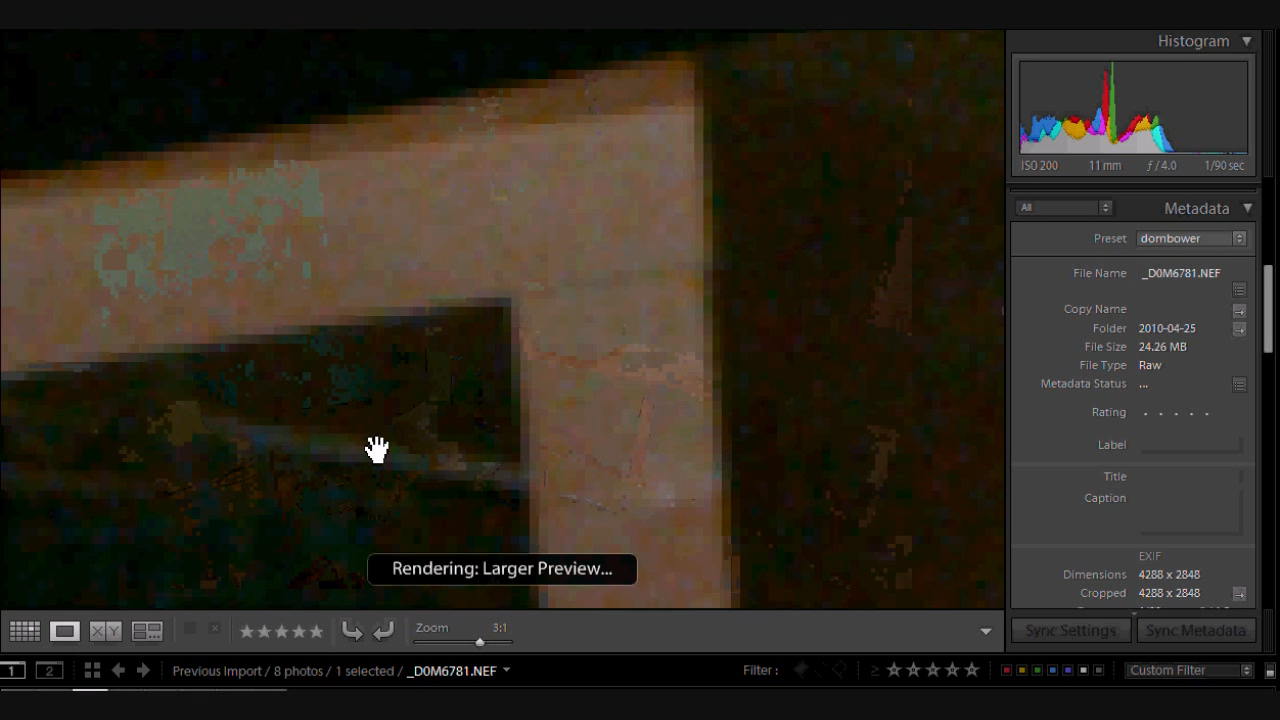 Histogram
ISO 200 11 mm ƒ / 4.0 1/90 sec
All Metadata
Preset dombower
File Name _D0M6781.NEF
Copy Name
Folder 2010-04-25
File Size 24.26 MB
File Type Raw
Metadata Status ...
Rating . . . . .
Label
Title
Caption
EXIF
Dimensions 4288 x 2848
Cropped 4288 x 2848
Rendering: Larger Preview...
X Y Zoom 3:1 Sync Settings Sync Metadata
1 2 Previous Import / 8 photos / 1 selected / _D0M6781.NEF Filter : ≥ Custom Filter